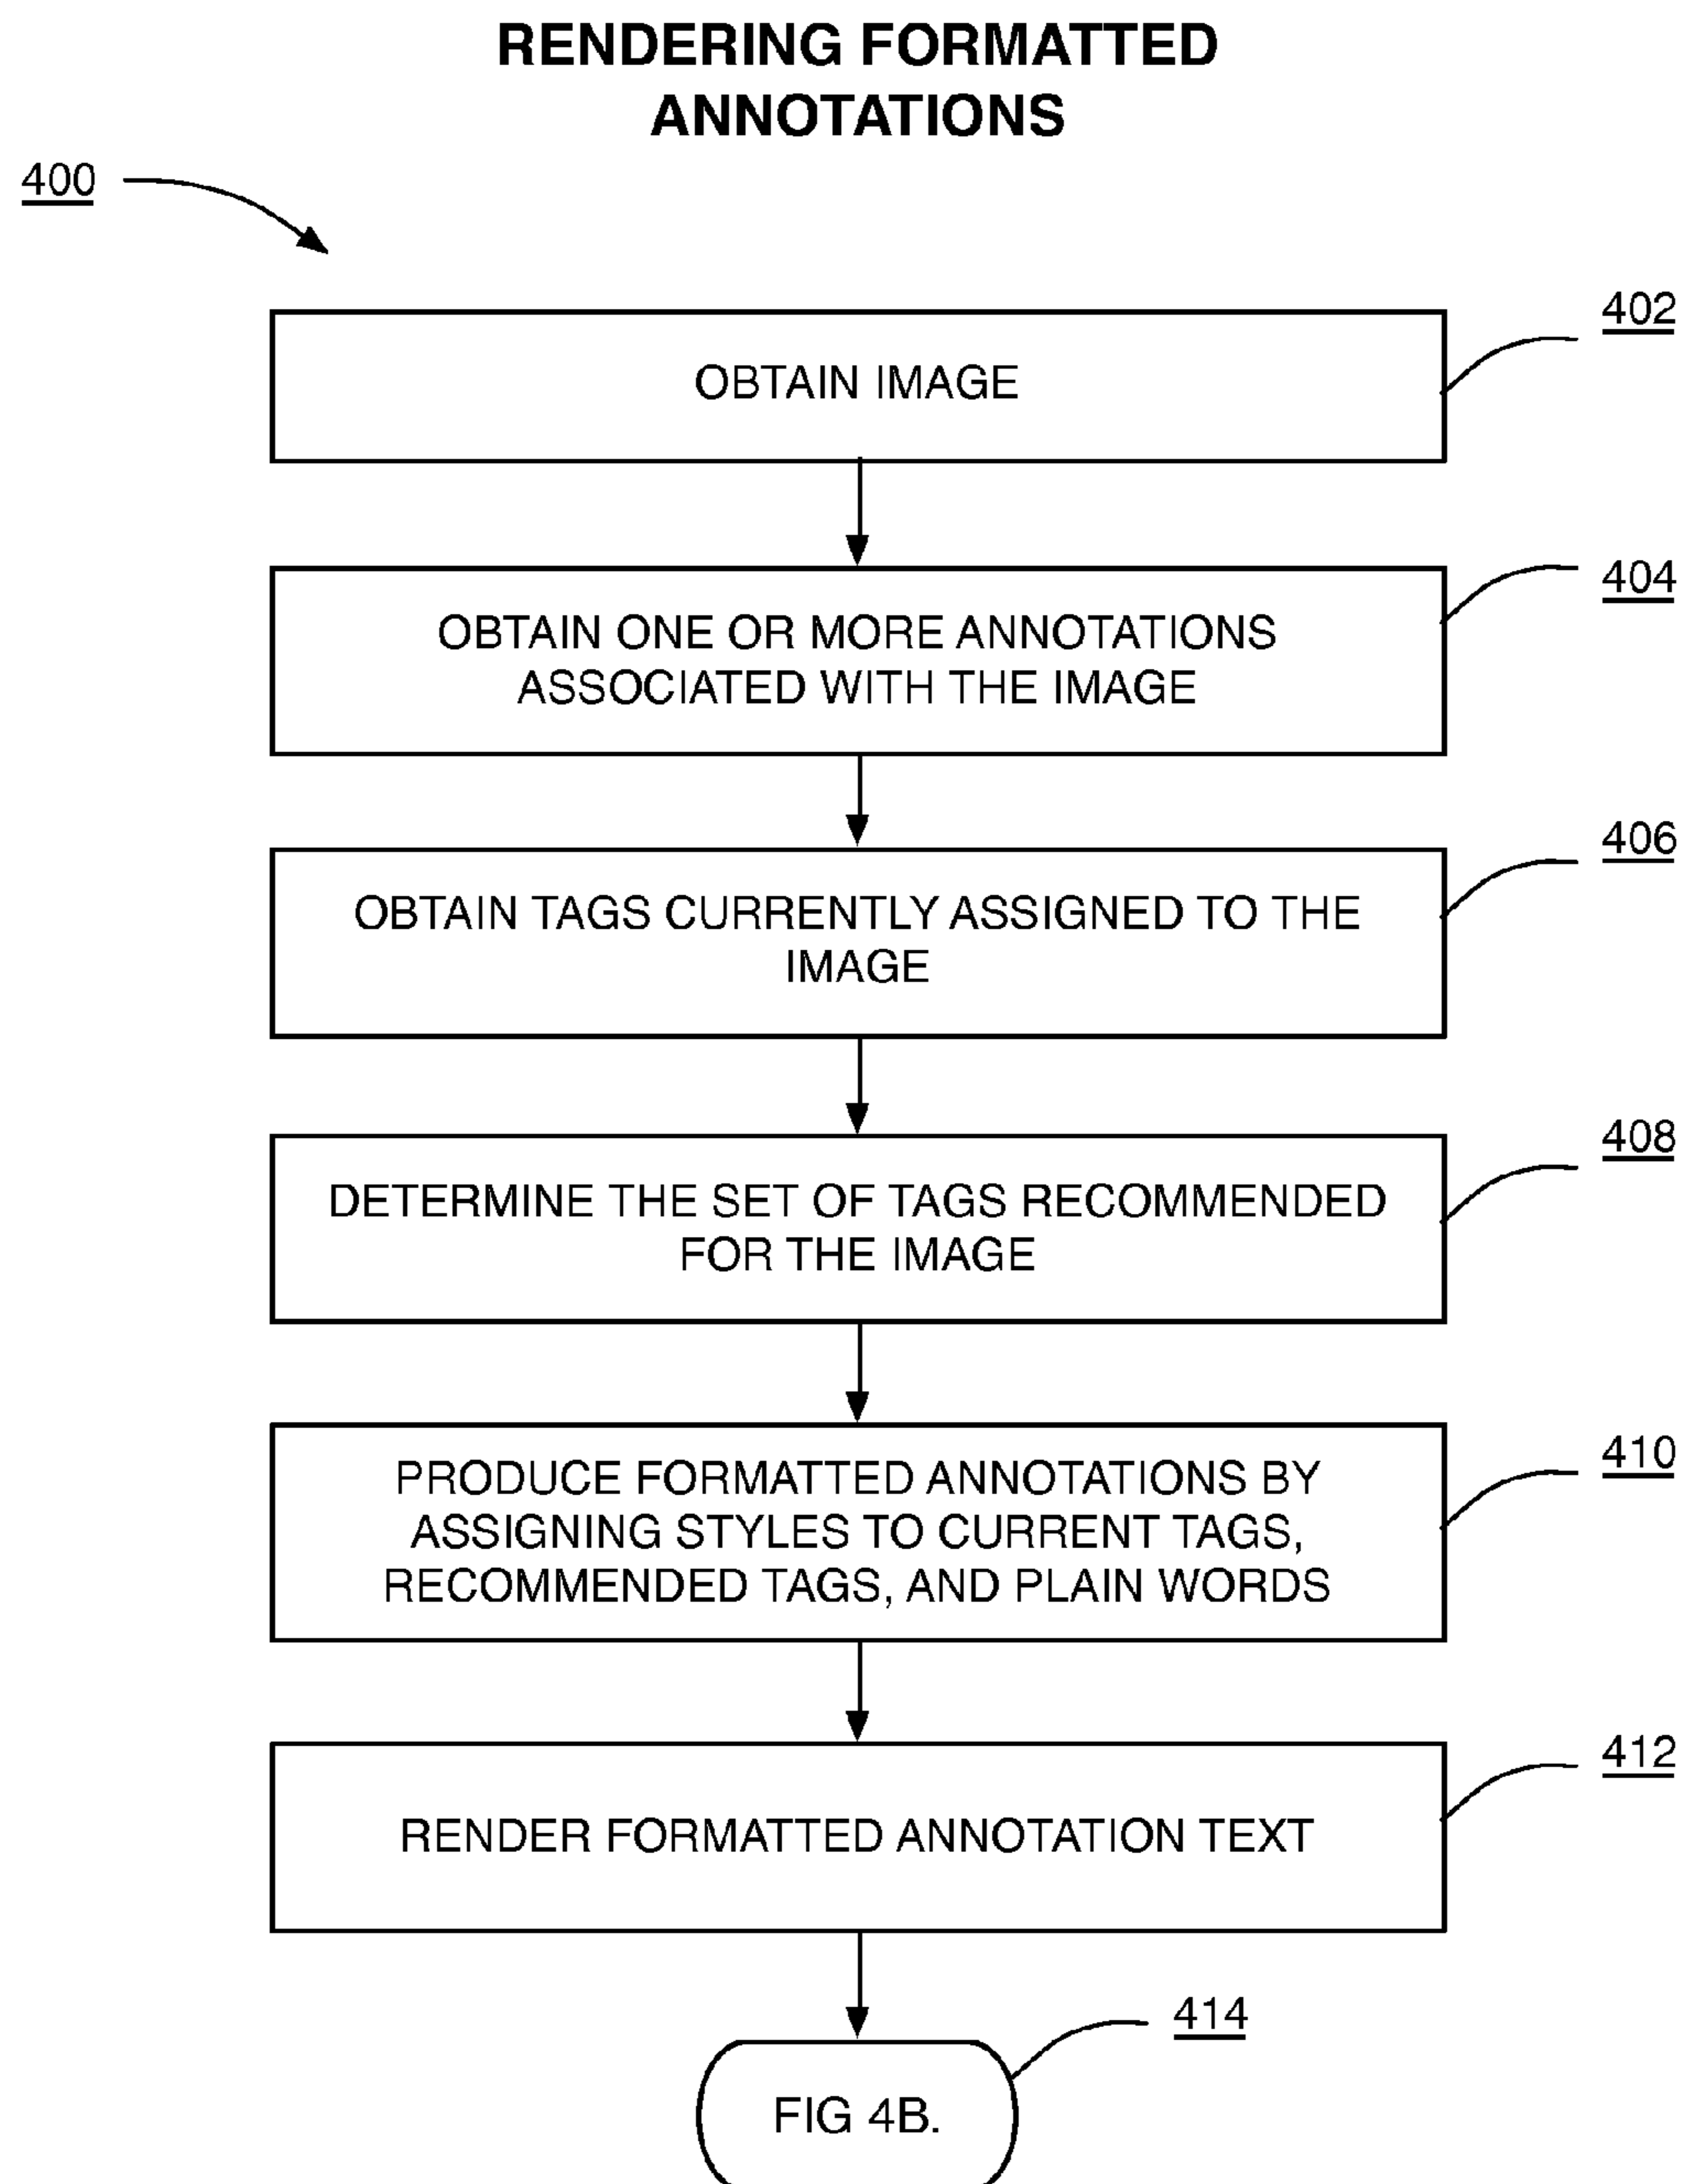 RENDERING FORMATTED
ANNOTATIONS
400
402
OBTAIN IMAGE
404
OBTAIN ONE OR MORE ANNOTATIONS
ASSOCIATED WITH THE IMAGE
406
OBTAIN TAGS CURRENTLY ASSIGNED TO THE
IMAGE
408
DETERMINE THE SET OF TAGS RECOMMENDED
FOR THE IMAGE
410
PRODUCE FORMATTED ANNOTATIONS BY
ASSIGNING STYLES TO CURRENT TAGS,
RECOMMENDED TAGS, AND PLAIN WORDS
412
RENDER FORMATTED ANNOTATION TEXT
414
FIG 4B.